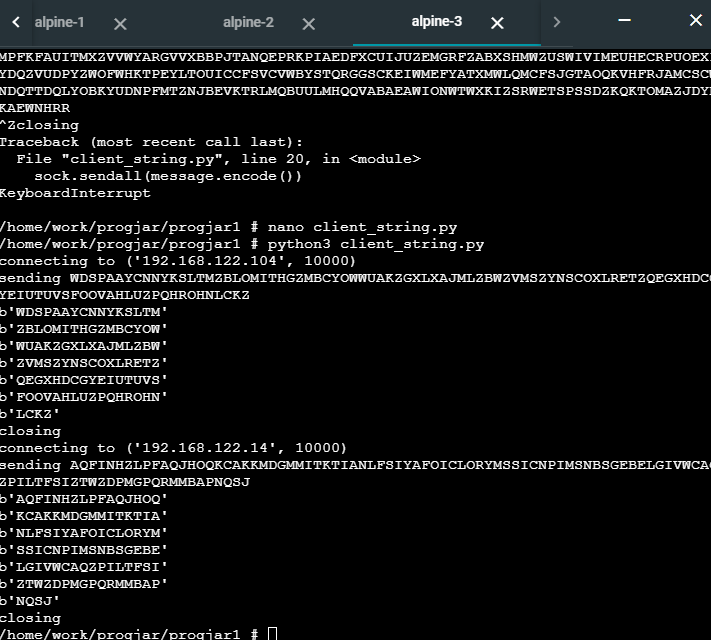 alpine-1
alpine-2
alpine-3
MPFKFAUITMXZVVWYARGVVXBBPJTANQEPRKPIAEDFXCUIJUZEMGRFZABXSHMWZUSWIVIMEUHECRPUOEX
YDQZVUDPYZWOFWHKTPEYLTOUICCFSVCVWBYSTQRGGSCKEIWMEFYATXMWLQMCFSJGTAOQKVHFRJAMCSC
NDQTTDQLYOBKYUDNPFMTZNJBEVKTRLMQBUULMHQQVABAEAWIONWTWXKIZSRWETSPSSDZKQKTOMAZJDY
KAEWNHRR
^Zclosing
Traceback (most recent call last):
File "client_string.py", line 20, in <module>
sock.sendall(message.encode())
KeyboardInterrupt
/home/work/progjar/progjar1 # nano client_string.py
/home/work/progjar/progjar1 # python3 client_string.py
connecting to ('192.168.122.104', 10000)
sending WDSPAAYCNNYKSLTMZBLOMITHGZMBCYOWWUAKZGXLXAJMLZBWZVMSZYNSCOXLRETZQEGXHDCG
YEIUTUVSFOOVAHLUZPQHROHNLCKZ
b'WDSPAAYCNNYKSLTM'
b'ZBLOMITHGZMBCYOW'
b'WUAKZGXLXAJMLZBW'
b'ZVMSZYNSCOXLRETZ'
b'QEGXHDCGYEIUTUVS'
b'FOOVAHLUZPQHROHN'
b'LCKZ'
closing
connecting to ('192.168.122.14', 10000)
sending AQFINHZLPFAQJHOQKCAKKMDGMMITKTIANLFSIYAFOICLORYMSSICNPIMSNBSGEBELGIVWCAQ
ZPILTFSIZTWZDPMGPQRMMBAPNQSJ
b'AQFINHZLPFAQJHOQ'
b'KCAKKMDGMMITKTIA'
b'NLFSIYAFOICLORYM'
b'SSICNPIMSNBSGEBE'
b'LGIVWCAQZPILTFSI'
b'ZTWZDPMGPQRMMBAP'
b'NQSJ'
closing
/home/work/progjar/progjar1 #